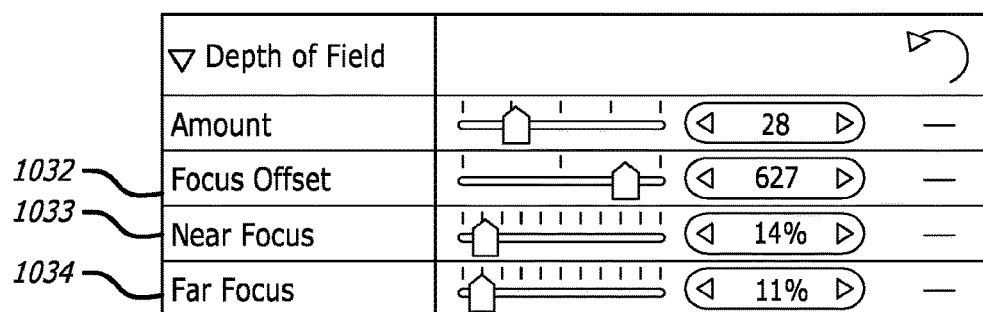 Depth of Field
Amount 28
1032 Focus Offset 627
1033 Near Focus 14%
1034 Far Focus 11%